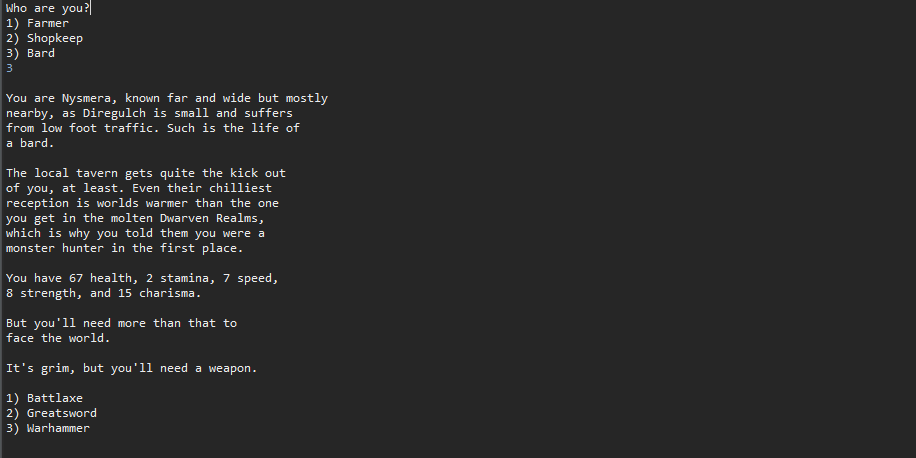 Who are you?
1) Farmer
2) Shopkeep
3) Bard
3
You are Nysmera, known far and wide but mostly
nearby, as Diregulch is small and suffers
from low foot traffic. Such is the life of
a bard.
The local tavern gets quite the kick out
of you, at least. Even their chilliest
reception is worlds warmer than the one
you get in the molten Dwarven Realms,
which is why you told them you were a
monster hunter in the first place.
You have 67 health, 2 stamina, 7 speed,
8 strength, and 15 charisma.
But you'll need more than that to
face the world.
It's grim, but you'll need a weapon.
1) Battlaxe
2) Greatsword
3) Warhammer